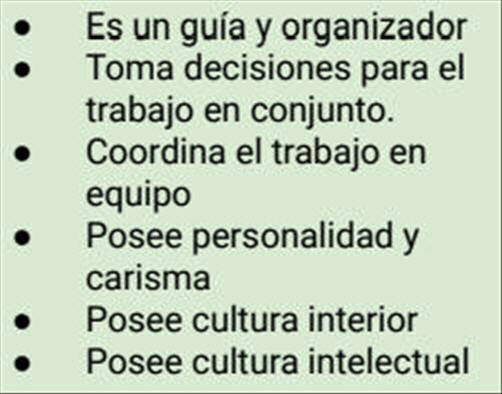 • Es un guía y organizador
• Toma decisiones para el
trabajo en conjunto.
• Coordina el trabajo en
equipo
• Posee personalidad y
carisma
• Posee cultura interior
• Posee cultura intelectual